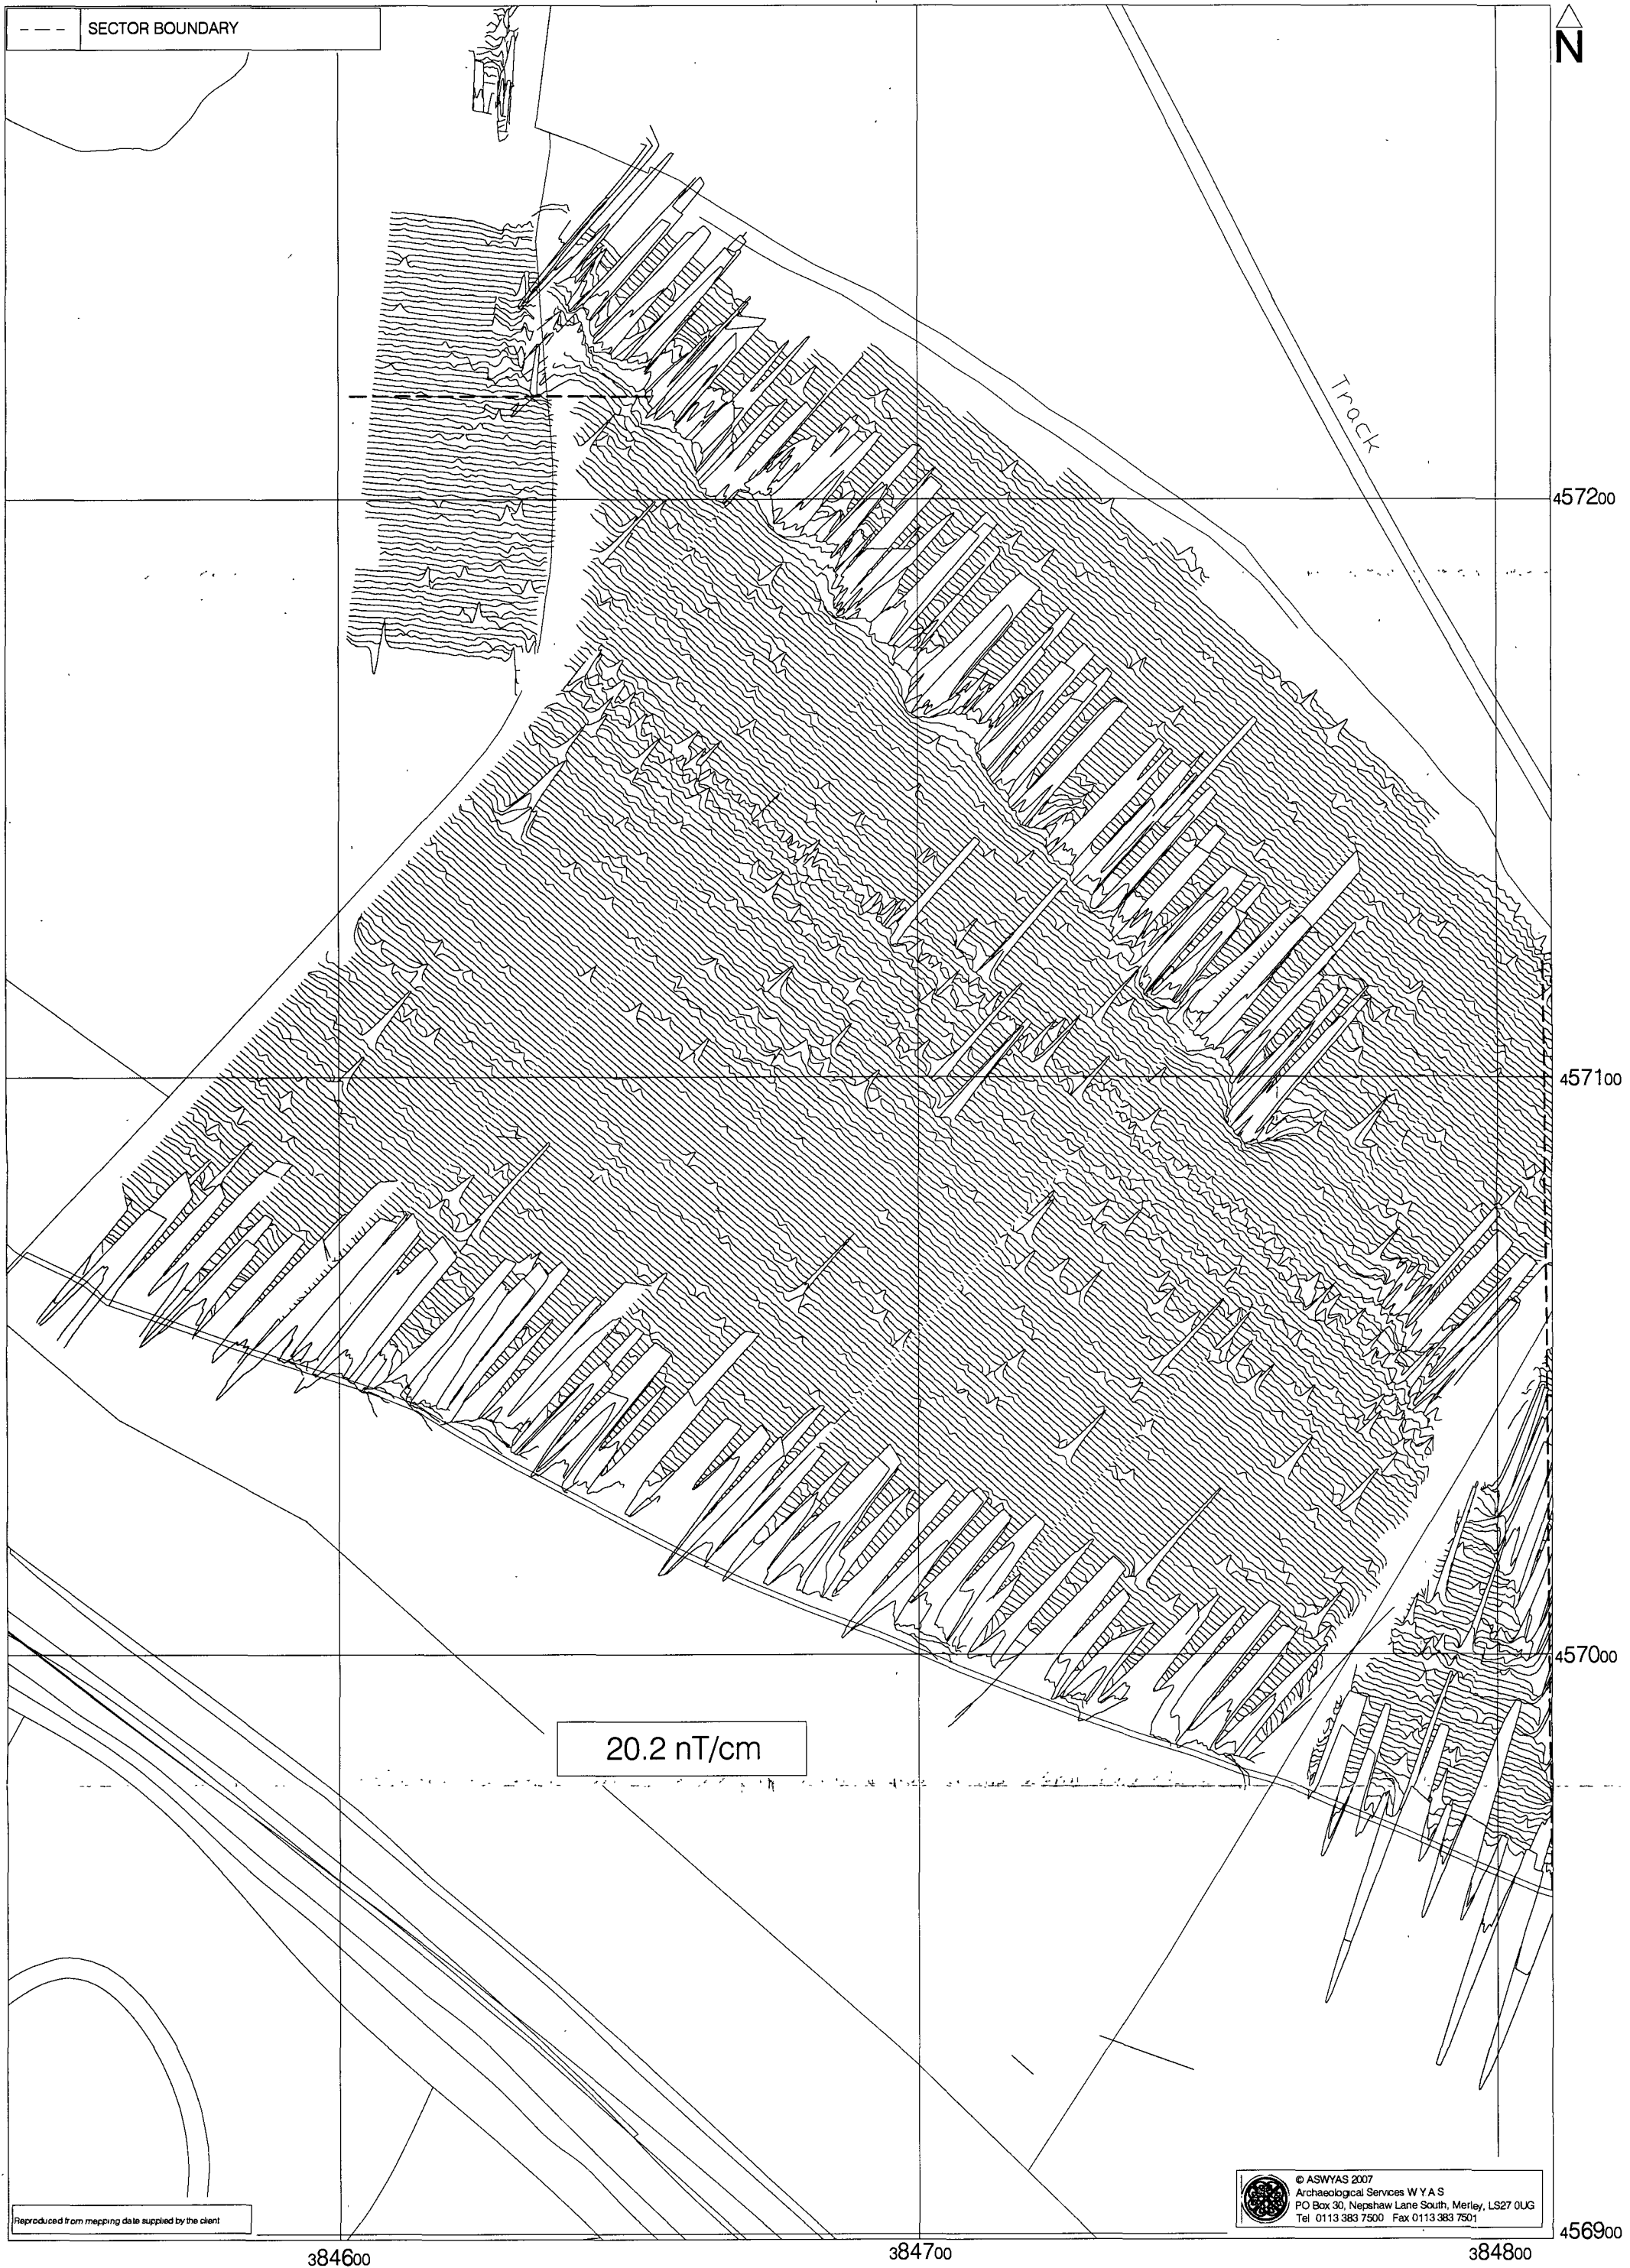 SECTOR BOUNDARY
N
Track
457200
457100
457000
20.2 nT/cm
© ASWYAS 2007
Archaeological Services W Y A S
PO Box 30, Nepshaw Lane South, Merley, LS27 0UG
Tel 0113 383 7500 Fax 0113 383 7501
Reproduced from mapping data supplied by the client
456900
384600
384700
384800